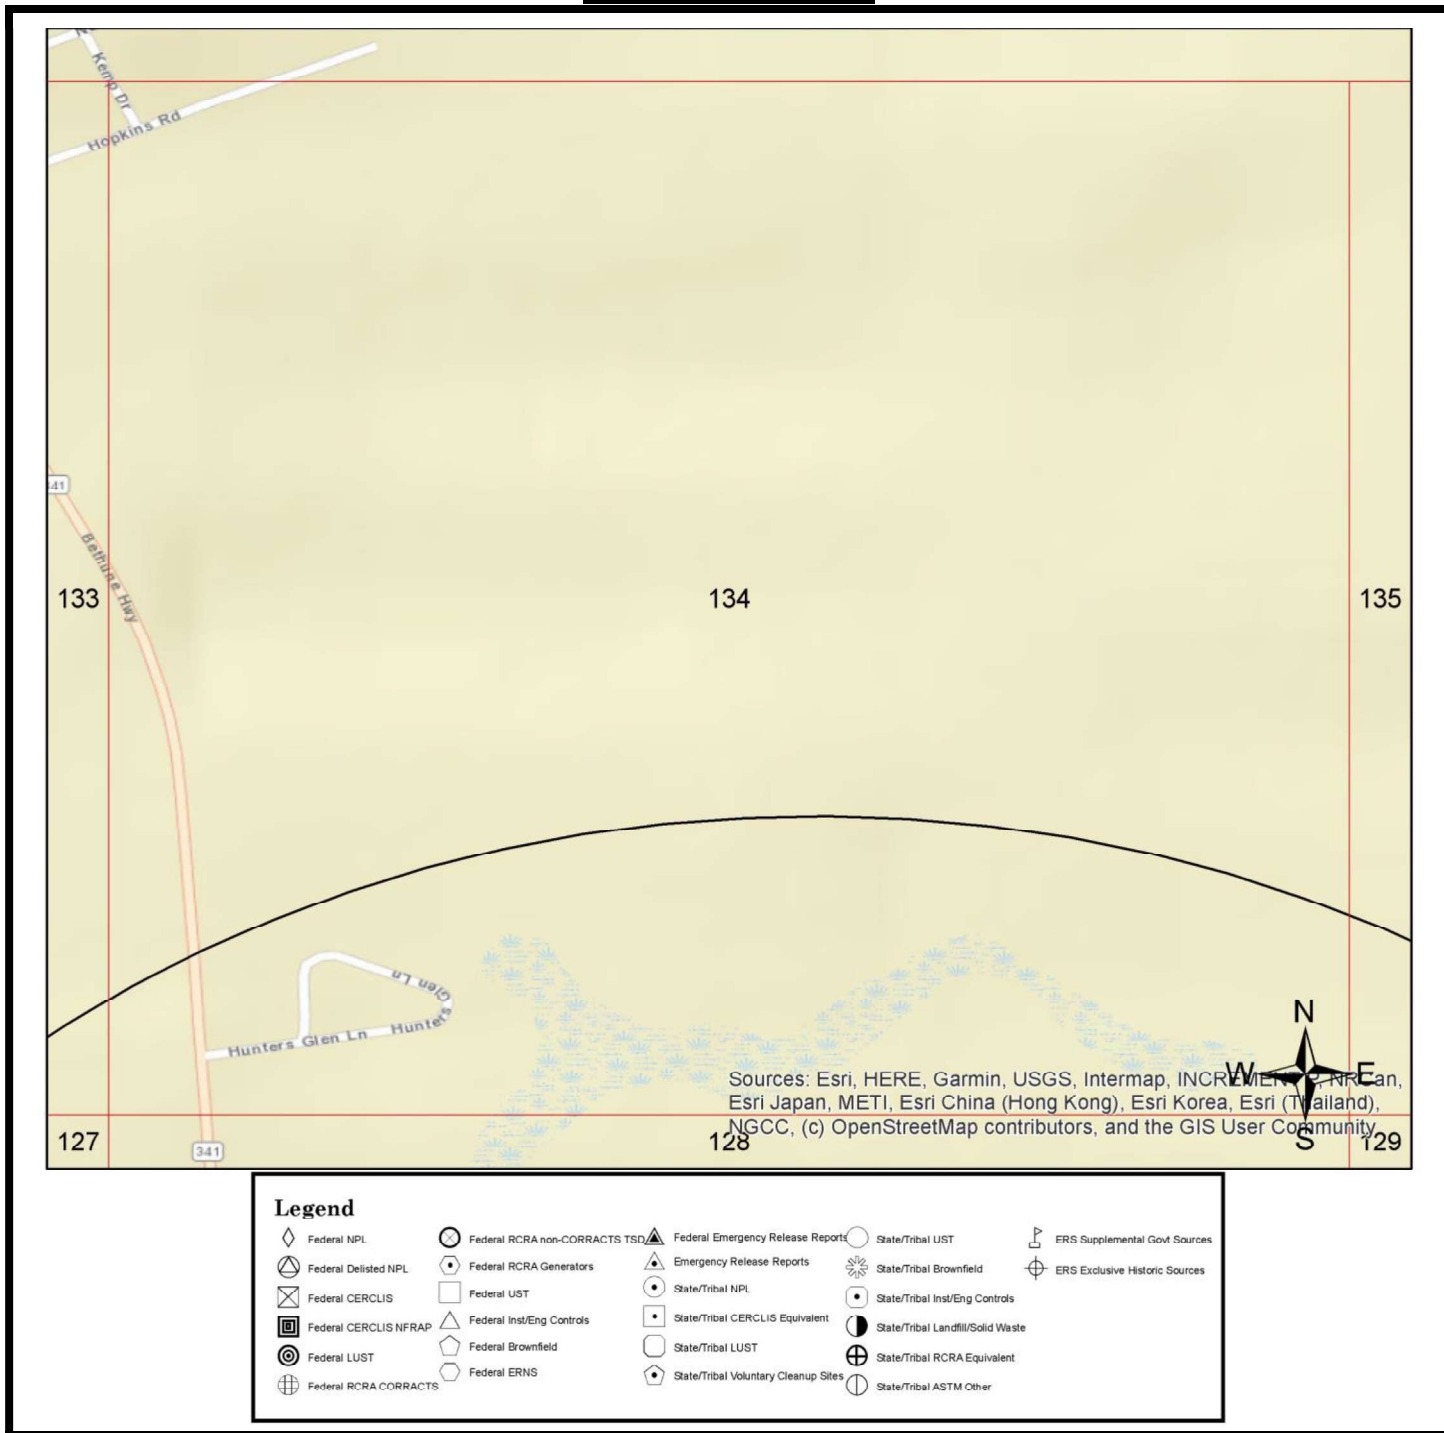 Kemp Dr
Hopkins Rd
Bethune Hwy
133
134
135
Glen Ln
Hunters
Hunters Glen Ln
N
W
E
S
Sources: Esri, HERE, Garmin, USGS, Intermap,
Esri Japan, METI, Esri China (Hong Kong), Esri Korea, Esri (Thailand),
NGCC, (c) OpenStreetMap contributors, and the GIS User Community
127
341
128
129
Legend
Federal NPL
Federal Delisted NPL
Federal CERCLIS
Federal CERCLIS NFRAP
Federal LUST
Federal RCRA CORRACTS
Federal RCRA non-CORRACTS TSD
Federal RCRA Generators
Federal UST
Federal Inst/Eng Controls
Federal Brownfield
Federal ERNS
Federal Emergency Release Reports
Emergency Release Reports
State/Tribal NPL
State/Tribal CERCLIS Equivalent
State/Tribal LUST
State/Tribal Voluntary Cleanup Sites
State/Tribal UST
State/Tribal Brownfield
State/Tribal Inst/Eng Controls
State/Tribal Landfill/Solid Waste
State/Tribal RCRA Equivalent
State/Tribal ASTM Other
ERS Supplemental Govt Sources
ERS Exclusive Historic Sources